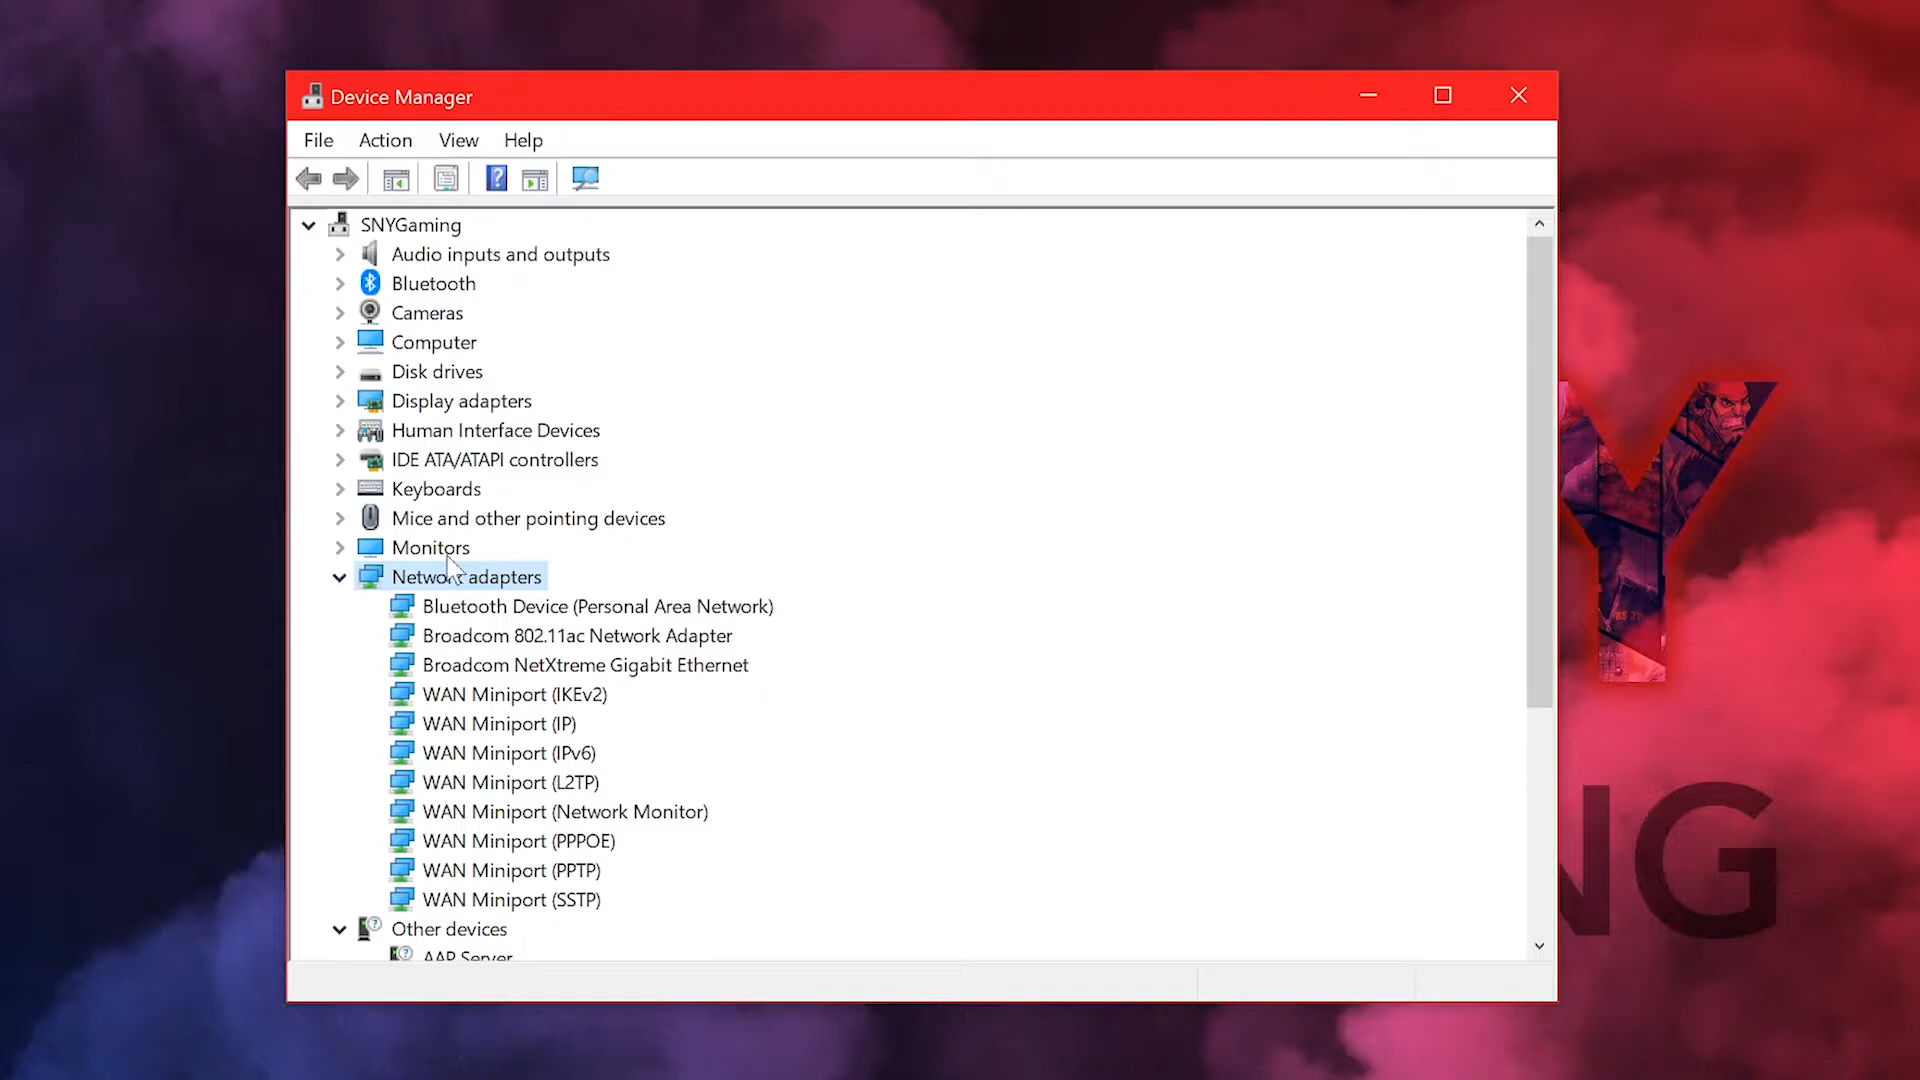 Device Manager
File Action View Help
SNYGaming
Audio inputs and outputs
Bluetooth
Cameras
Computer
Disk drives
Display adapters
Human Interface Devices
IDE ATA/ATAPI controllers
Keyboards
Mice and other pointing devices
Monitors
Network adapters
Bluetooth Device (Personal Area Network)
Broadcom 802.11ac Network Adapter
Broadcom NetXtreme Gigabit Ethernet
WAN Miniport (IKEv2)
WAN Miniport (IP)
WAN Miniport (IPv6)
WAN Miniport (L2TP)
WAN Miniport (Network Monitor)
WAN Miniport (PPPOE)
WAN Miniport (PPTP)
WAN Miniport (SSTP)
Other devices
AAP Server
Y
NG